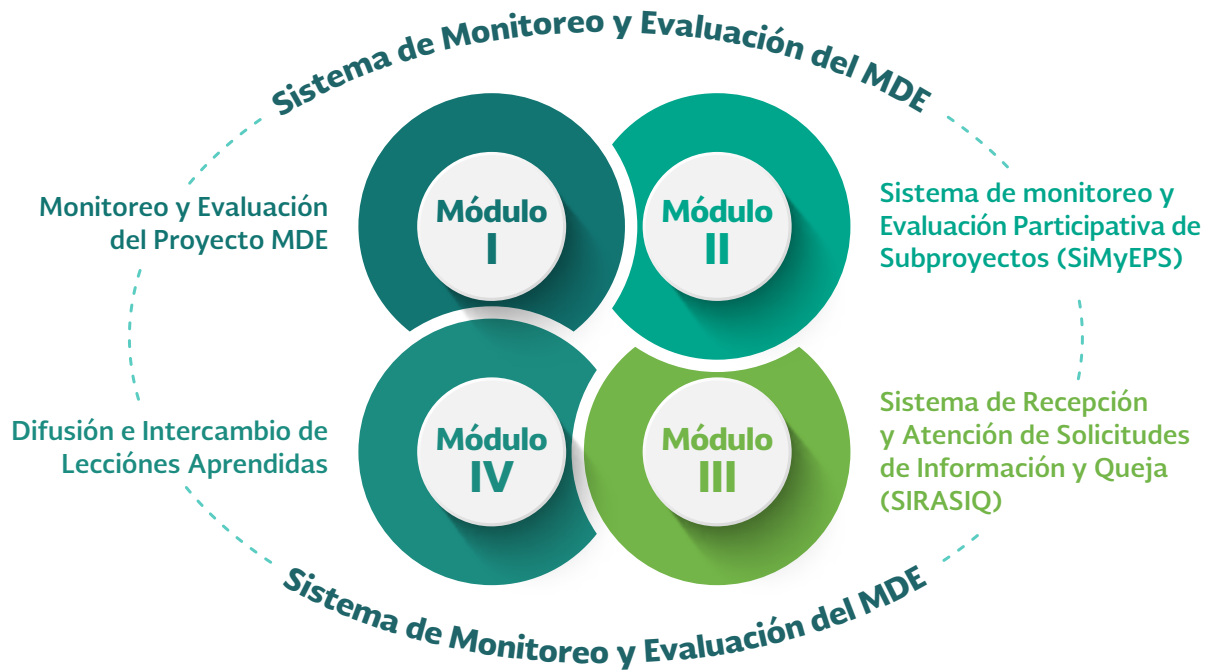 Sistema de Monitoreo y Evaluación del MDE
Monitoreo y Evaluación
del Proyecto MDE
Módulo
I
Módulo
II
Sistema de monitoreo y
Evaluación Participativa de
Subproyectos (SiMyEPS)
Difusión e Intercambio de
Lecciónes Aprendidas
Módulo
IV
Módulo
III
Sistema de Recepción
y Atención de Solicitudes
de Información y Queja
(SIRASIQ)
Sistema de Monitoreo y Evaluación del MDE